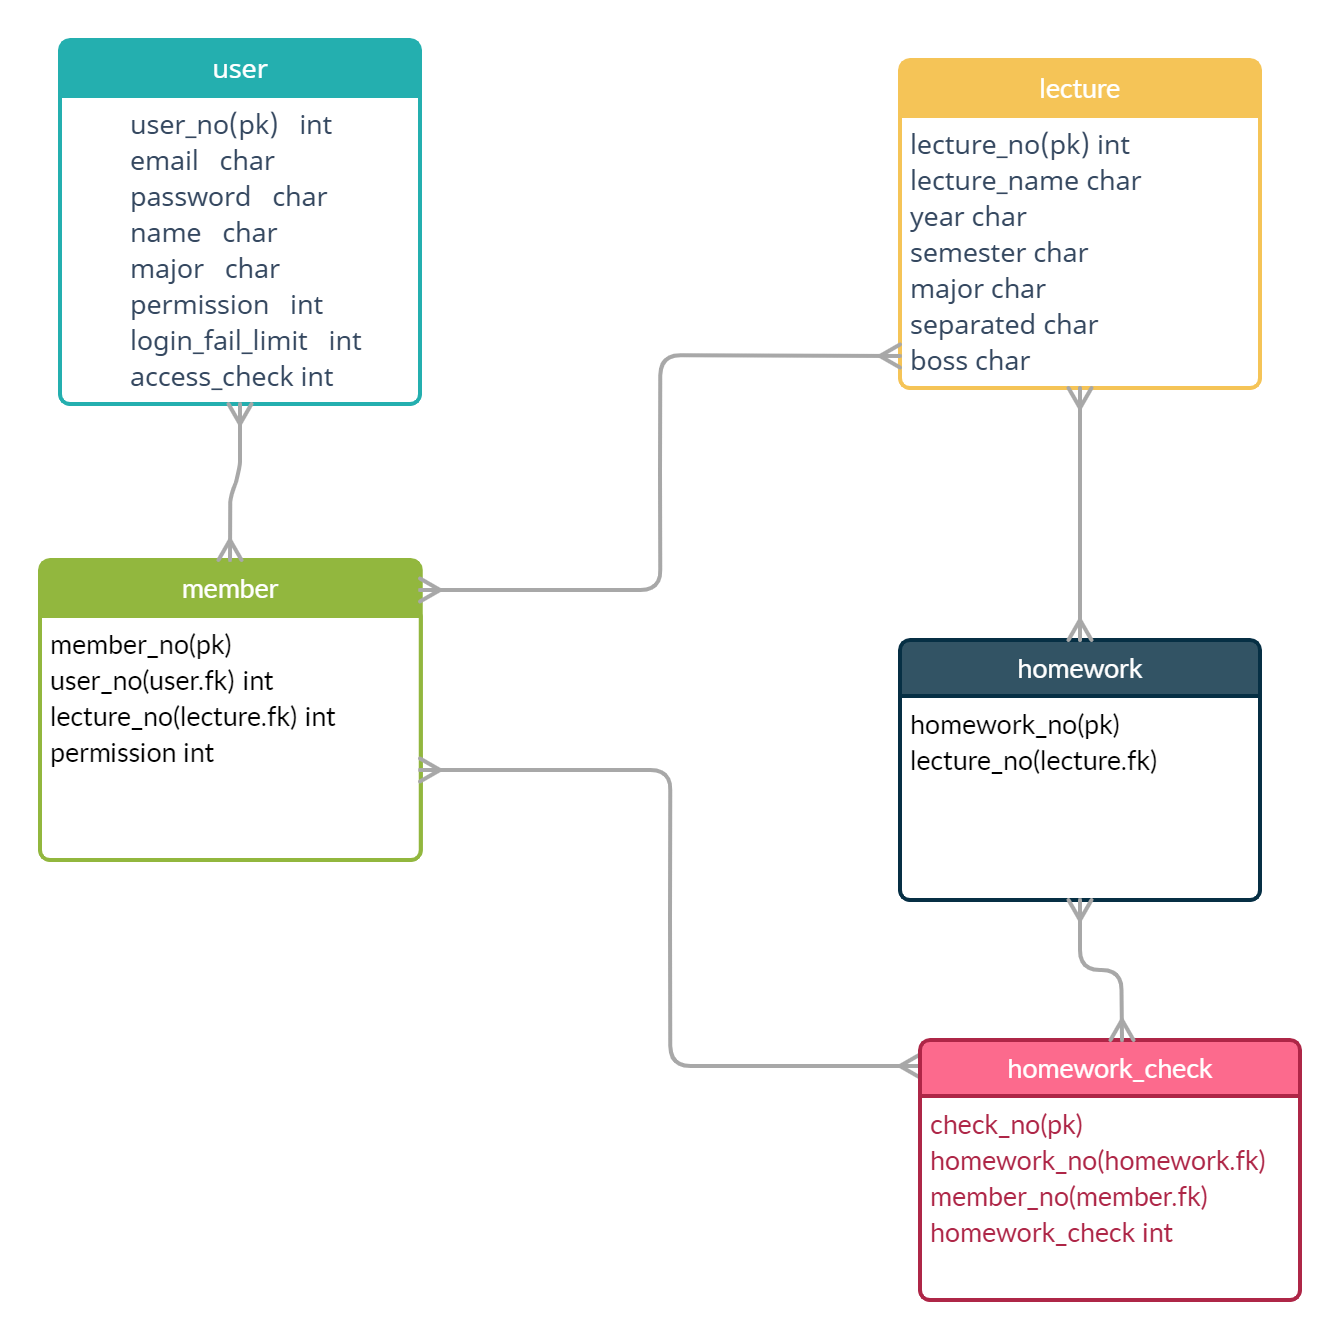 user
user_no(pk) int
email char
password char
name char
major char
permission int
login_fail_limit int
access_check int
lecture
lecture_no(pk) int
lecture_name char
year char
semester char
major char
separated char
boss char
member
member_no(pk)
user_no(user.fk) int
lecture_no(lecture.fk) int
permission int
homework
homework_no(pk)
lecture_no(lecture.fk)
homework_check
check_no(pk)
homework_no(homework.fk)
member_no(member.fk)
homework_check int